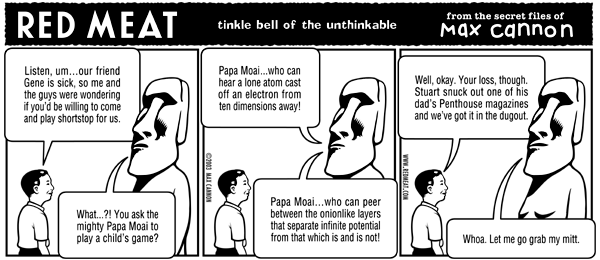 RED MEAT
tinkle bell of the unthinkable
from the secret files of
Max cannon
Listen, um...our friend
Gene is sick, so me and
the guys were wondering
if you'd be willing to come
and play shortstop for us.
What...?! You ask the
mighty Papa Moai to
play a child's game?
©2003 MAX CANNON
Papa Moai...who can
hear a lone atom cast
off an electron from
ten dimensions away!
Papa Moai...who can peer
between the onionlike layers
that separate infinite potential
from that which is and is not!
WWW.REDMEAT.COM
Well, okay. Your loss, though.
Stuart snuck out one of his
dad's Penthouse magazines
and we've got it in the dugout.
Whoa. Let me go grab my mitt.